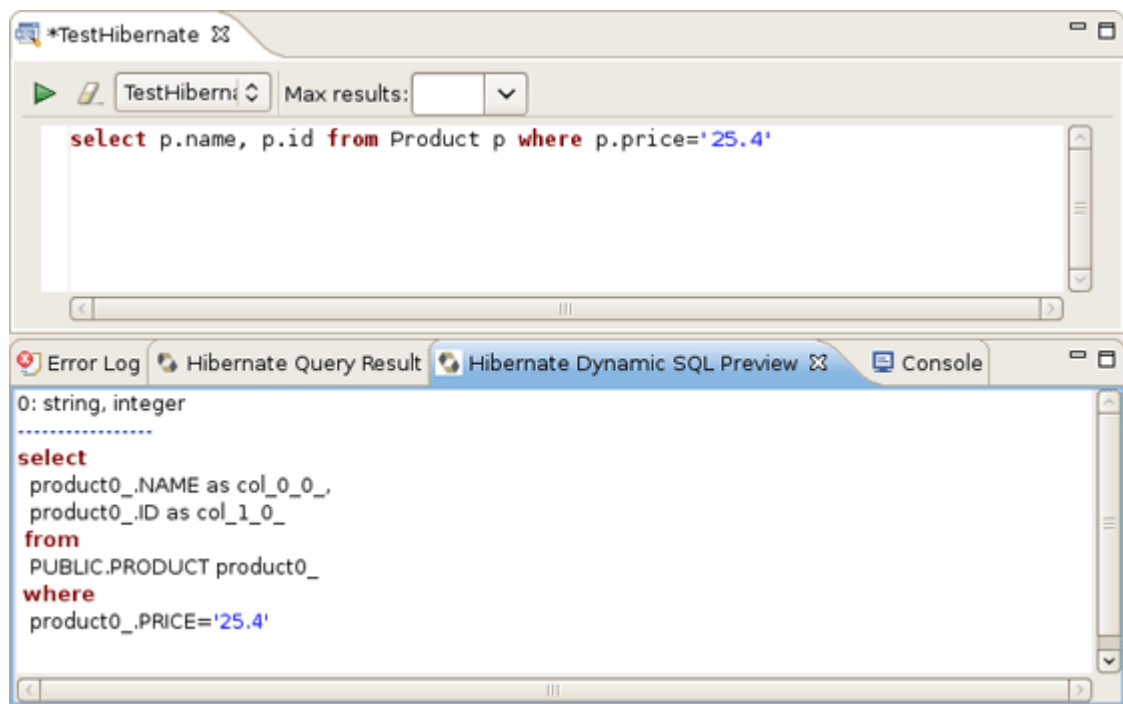 *TestHibernate
TestHiberna Max results:
select p.name, p.id from Product p where p.price='25.4'
Error Log Hibernate Query Result Hibernate Dynamic SQL Preview Console
0: string, integer
-----------------
select
product0_.NAME as col_0_0_,
product0_.ID as col_1_0_
from
PUBLIC.PRODUCT product0_
where
product0_.PRICE='25.4'